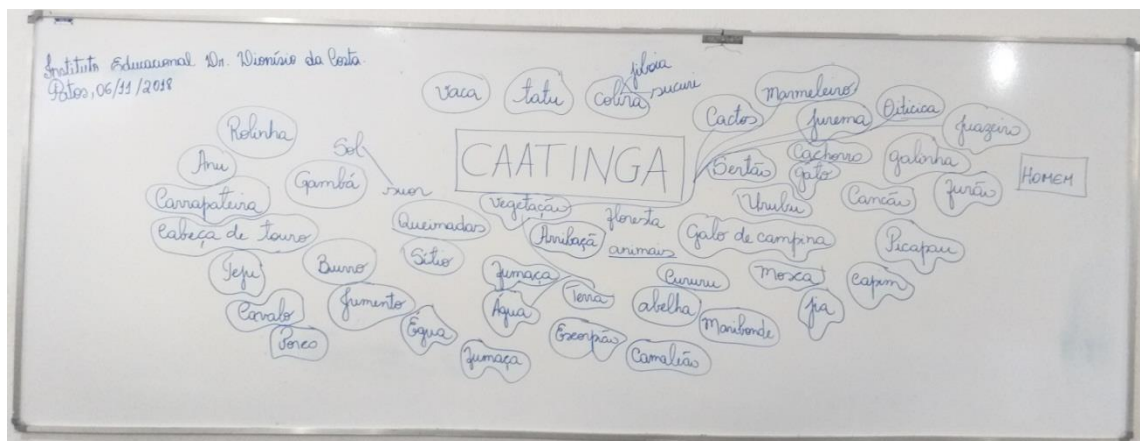 Instituto Educacional Dr. Dionísio da Costa.
Patos, 06/11/2018
Vaca
tatu
Cobra
jiboia
sucuri
Cactos
Marmeleiro
Jurema
Oiticica
Juazeiro
Rolinha
Sol
suor
Anu
Gambá
CAATINGA
Sertão
Cachorro
gato
galinha
Furão
HOMEM
Carrapateira
Vegetação
floresta
animais
Urubu
Cancão
Cabeça de touro
Queimadas
Arribaçã
Galo de campina
Picapau
Teju
Burro
Sítio
Fumaça
Terra
Água
Cururu
Mosca
Capim
Cavalo
Jumento
Égua
abelha
Maribondo
Jia
Porco
Fumaça
Escorpião
Camaleão